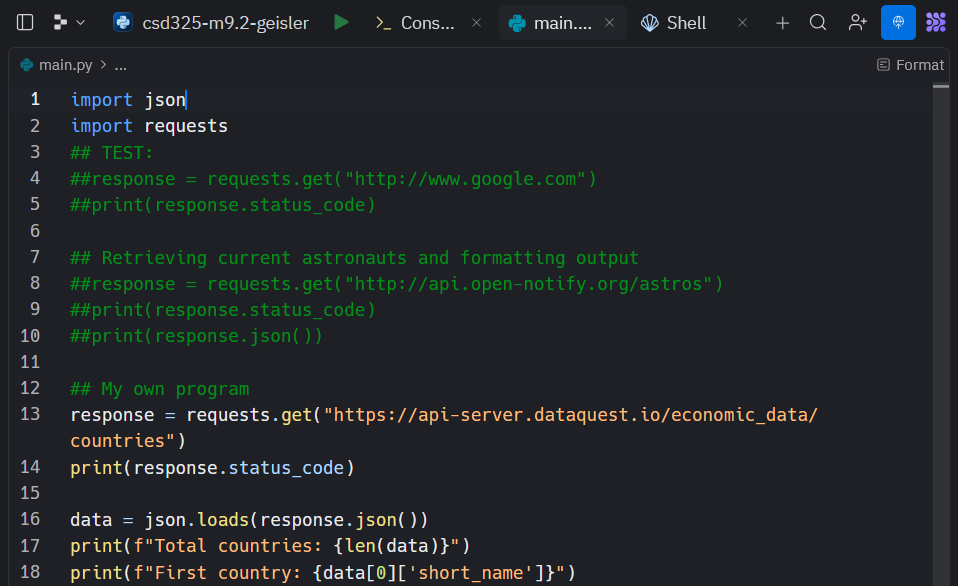 csd325-m9.2-geisler
Cons...
main....
Shell
main.py > ...
Format
1 import json
2 import requests
3 ## TEST:
4 ##response = requests.get("http://www.google.com")
5 ##print(response.status_code)
6
7 ## Retrieving current astronauts and formatting output
8 ##response = requests.get("http://api.open-notify.org/astros")
9 ##print(response.status_code)
10 ##print(response.json())
11
12 ## My own program
13 response = requests.get("https://api-server.dataquest.io/economic_data/
countries")
14 print(response.status_code)
15
16 data = json.loads(response.json())
17 print(f"Total countries: {len(data)}")
18 print(f"First country: {data[0]['short_name']}")